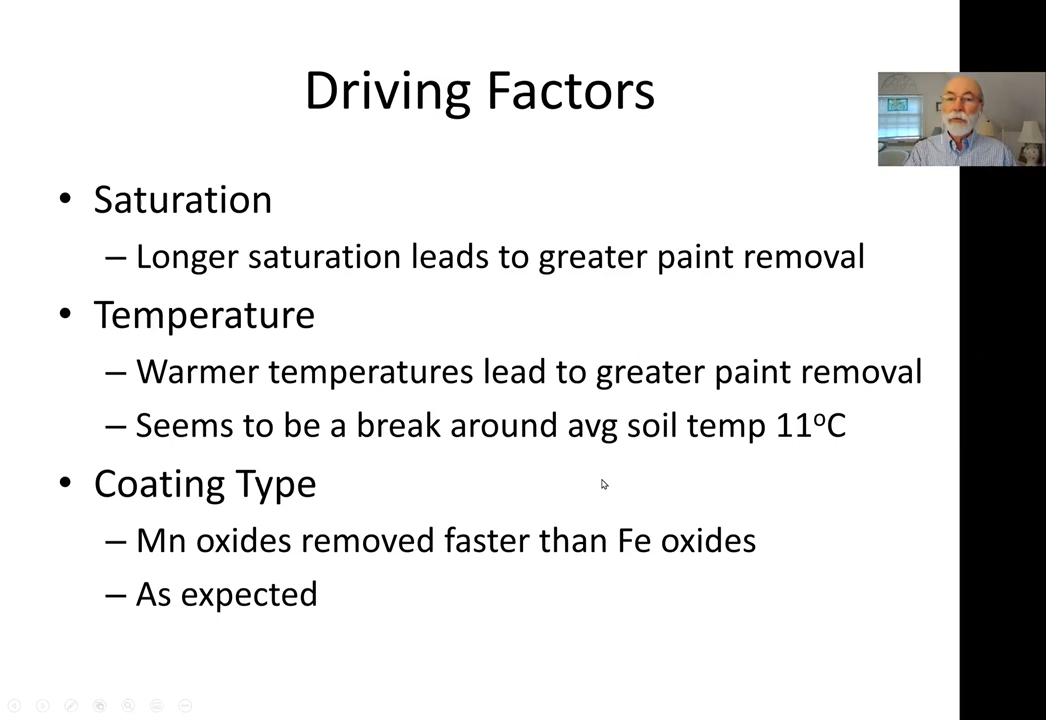 Driving Factors
• Saturation
– Longer saturation leads to greater paint removal
• Temperature
– Warmer temperatures lead to greater paint removal
– Seems to be a break around avg soil temp 11ºC
• Coating Type
– Mn oxides removed faster than Fe oxides
– As expected